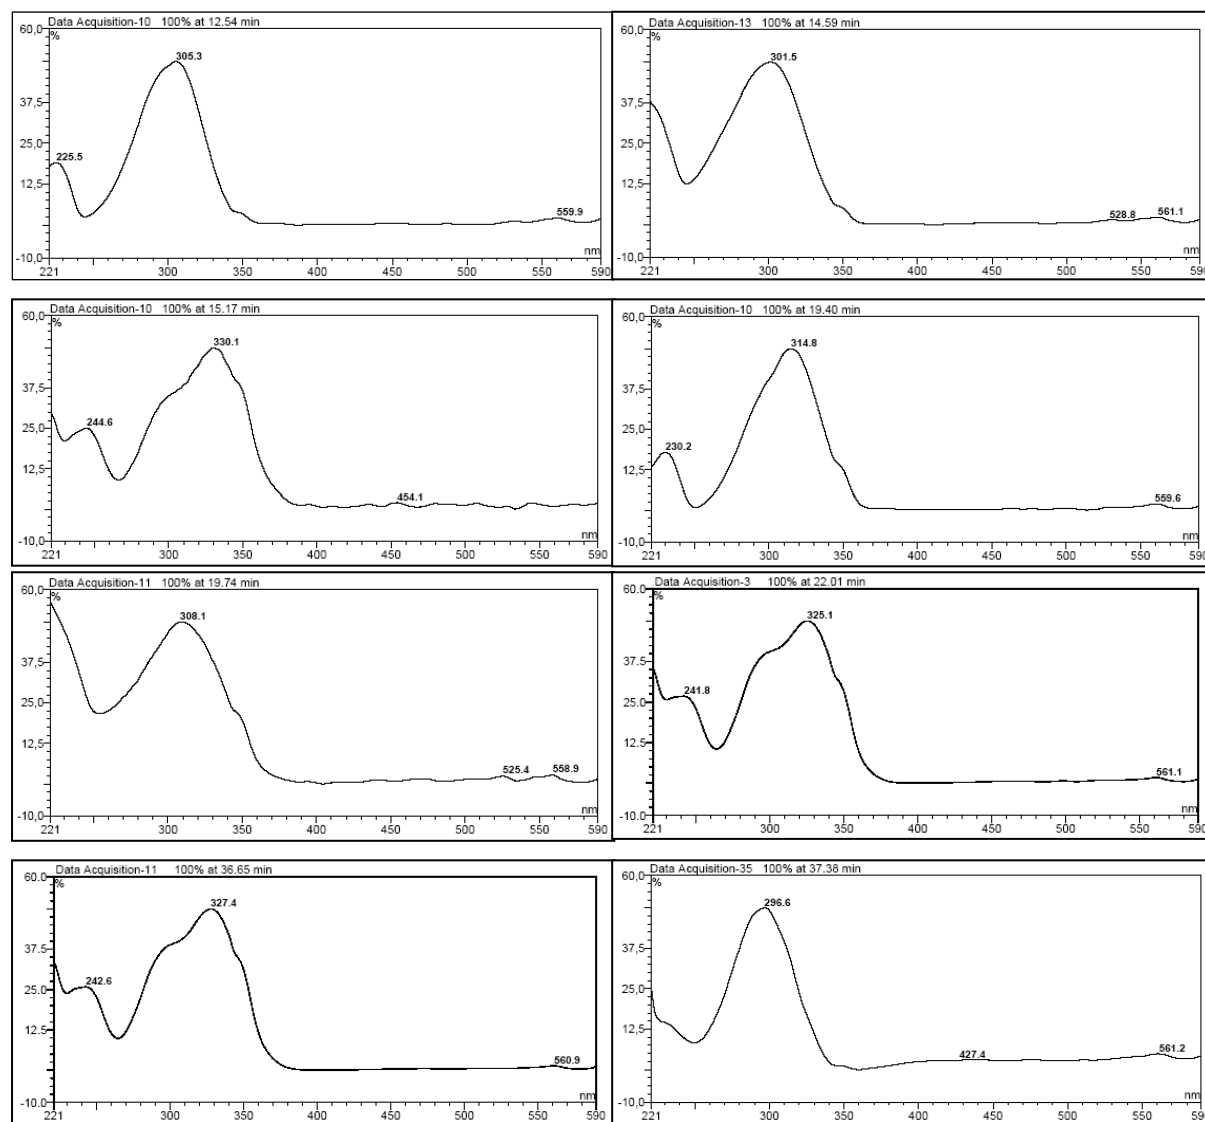 Data Acquisition-10 100% at 12.54 min
60,0
%
305.3
37,5
25,0
225.5
12,5
559.9
nm
-10,0
221 300 350 400 450 500 550 590
Data Acquisition-13 100% at 14.59 min
60,0
%
301.5
37,5
25,0
12,5
528.8 561.1
nm
-10,0
221 300 350 400 450 500 550 590
Data Acquisition-10 100% at 15.17 min
60,0
%
330.1
37,5
244.6
25,0
12,5
454.1
nm
-10,0
221 300 350 400 450 500 550 590
Data Acquisition-10 100% at 19.40 min
60,0
%
314.8
37,5
25,0
230.2
12,5
559.6
nm
-10,0
221 300 350 400 450 500 550 590
Data Acquisition-11 100% at 19.74 min
60,0
%
308.1
37,5
25,0
12,5
525.4 558.9
nm
-10,0
221 300 350 400 450 500 550 590
Data Acquisition-3 100% at 22.01 min
60.0
%
325.1
37.5
241.8
25.0
12.5
561.1
nm
-10.0
221 300 350 400 450 500 550 590
Data Acquisition-11 100% at 36.65 min
60.0
%
327.4
37.5
242.6
25.0
12.5
560.9
nm
-10.0
221 300 350 400 450 500 550 590
Data Acquisition-35 100% at 37.38 min
60,0
%
296.6
37,5
25,0
12,5
427.4 561.2
nm
-10,0
221 300 350 400 450 500 550 590